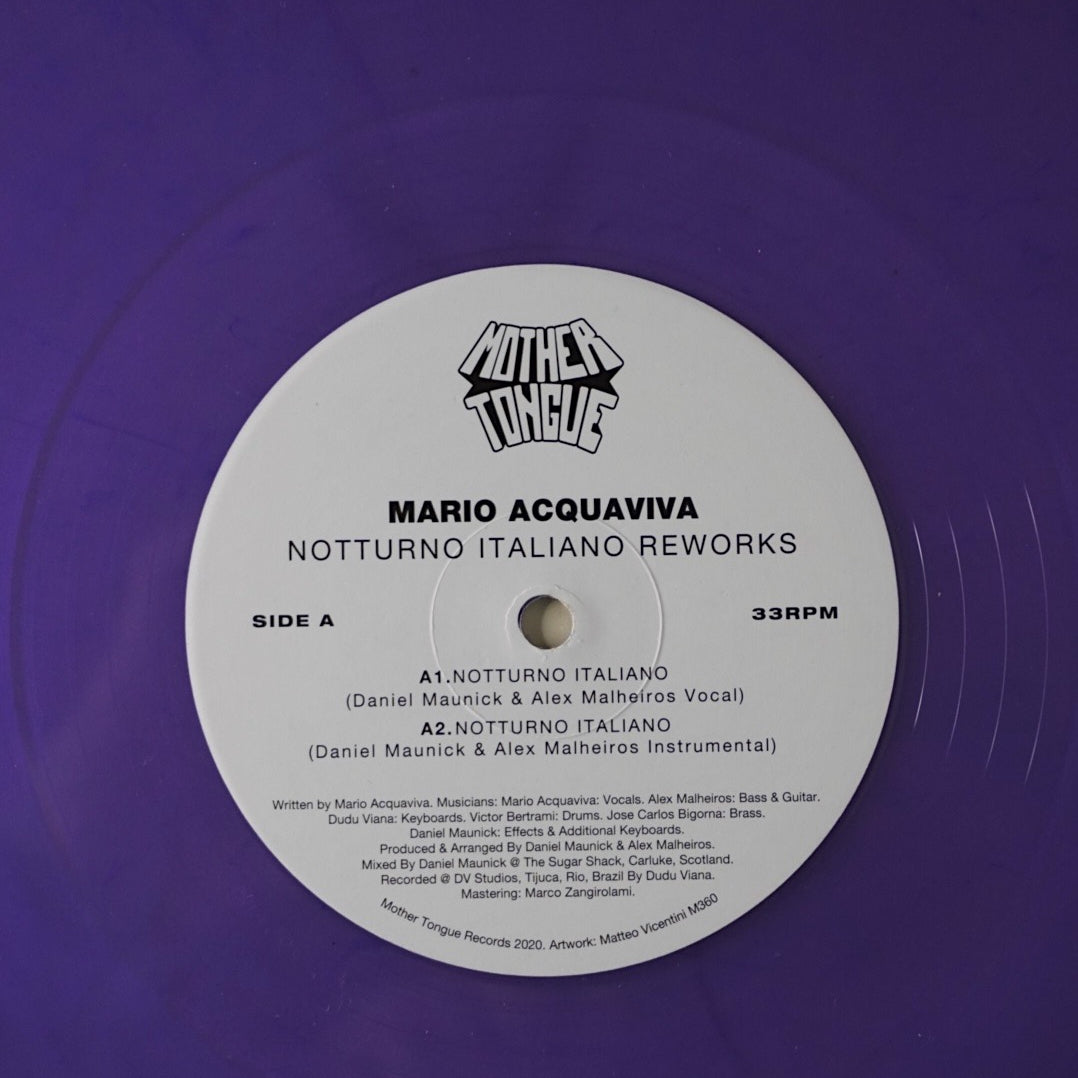 MOTHER
TONGUE
MARIO ACQUAVIVA
NOTTURNO ITALIANO REWORKS
SIDE A
33RPM
A1.NOTTURNO ITALIANO
(Daniel Maunick & Alex Malheiros Vocal)
A2.NOTTURNO ITALIANO
(Daniel Maunick & Alex Malheiros Instrumental)
Written by Mario Acquaviva. Musicians: Mario Acquaviva: Vocals. Alex Malheiros: Bass & Guitar.
Dudu Viana: Keyboards. Victor Bertrami: Drums. Jose Carlos Bigorna: Brass.
Daniel Maunick: Effects & Additional Keyboards.
Produced & Arranged By Daniel Maunick & Alex Malheiros.
Mixed By Daniel Maunick @ The Sugar Shack, Carluke, Scotland.
Recorded @ DV Studios, Tijuca, Rio, Brazil By Dudu Viana.
Mastering: Marco Zangirolami.
Mother Tongue Records 2020. Artwork: Matteo Vicentini M360